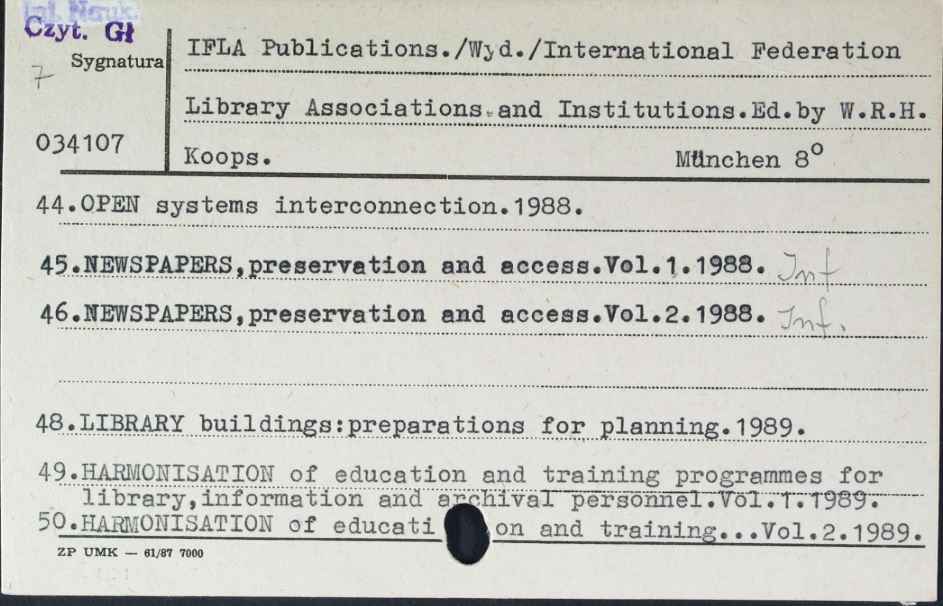 Inf. Nauk.
Czyt. Gł
Sygnatura
7
034107
IFLA Publications./Wyd./International Federation
Library Associations and Institutions.Ed.by W.R.H.
Koops. München 8º
44.OPEN systems interconnection.1988.
45.NEWSPAPERS,preservation and access.Vol.1.1988. Inf
46.NEWSPAPERS,preservation and access.Vol.2.1988. Inf.
48.LIBRARY buildings:preparations for planning.1989.
49.HARMONISATION of education and training programmes for
library,information and archival personnel.Vol.1.1989.
50.HARMONISATION of educati on and training...Vol.2.1989.
ZP UMK — 61/87 7000